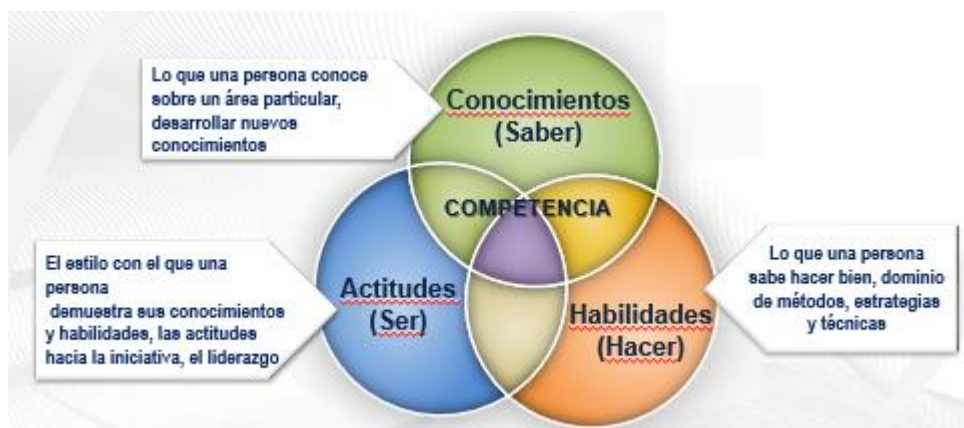 Lo que una persona conoce
sobre un área particular,
desarrollar nuevos
conocimientos
Conocimientos
(Saber)
COMPETENCIA
El estilo con el que una
persona
demuestra sus conocimientos
y habilidades, las actitudes
hacia la iniciativa, el liderazgo
Actitudes
(Ser)
Habilidades
(Hacer)
Lo que una persona
sabe hacer bien, dominio
de métodos, estrategias
y técnicas